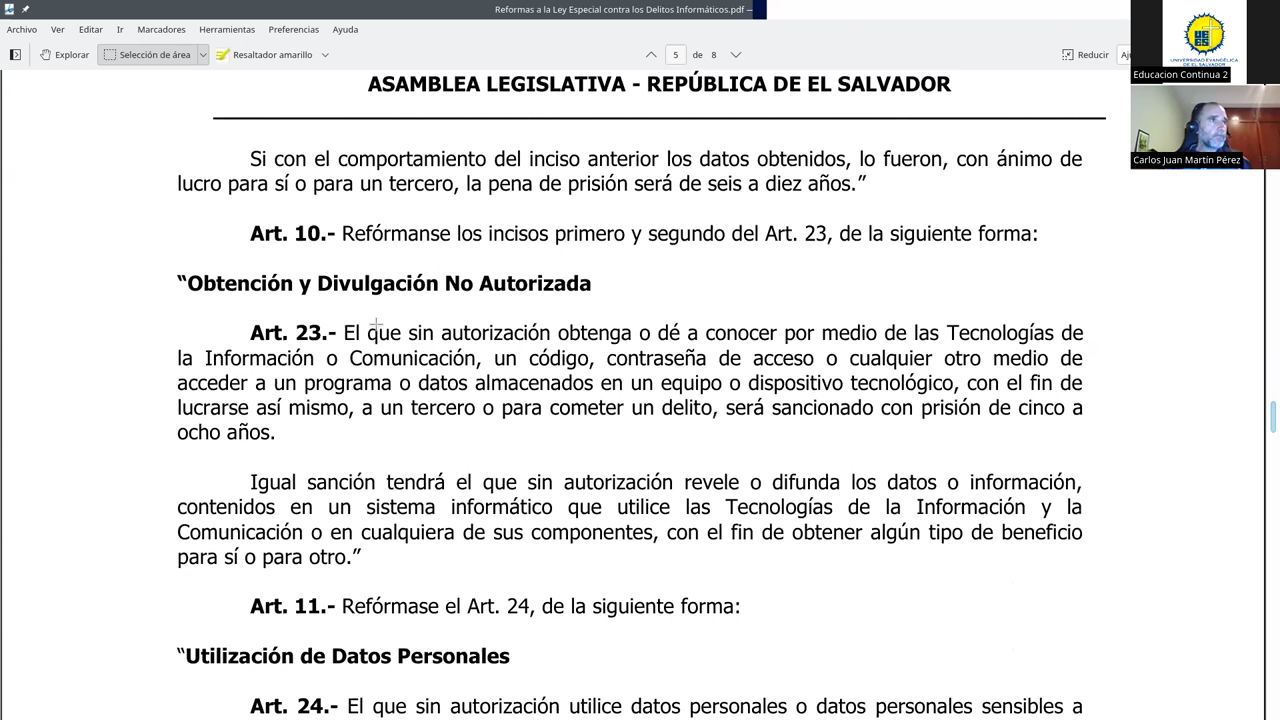 Reformas a la Ley Especial contra los Delitos Informáticos.pdf —
Archivo Ver Editar Ir Marcadores Herramientas Preferencias Ayuda
Explorar Selección de área Resaltador amarillo 5 de 8 Reducir
UEES
UNIVERSIDAD EVANGÉLICA
DE EL SALVADOR
Educacion Continua 2
Carlos Juan Martín Pérez
ASAMBLEA LEGISLATIVA - REPÚBLICA DE EL SALVADOR
Si con el comportamiento del inciso anterior los datos obtenidos, lo fueron, con ánimo de
lucro para sí o para un tercero, la pena de prisión será de seis a diez años.”
Art. 10.- Refórmanse los incisos primero y segundo del Art. 23, de la siguiente forma:
“Obtención y Divulgación No Autorizada
Art. 23.- El que sin autorización obtenga o dé a conocer por medio de las Tecnologías de
la Información o Comunicación, un código, contraseña de acceso o cualquier otro medio de
acceder a un programa o datos almacenados en un equipo o dispositivo tecnológico, con el fin de
lucrarse así mismo, a un tercero o para cometer un delito, será sancionado con prisión de cinco a
ocho años.
Igual sanción tendrá el que sin autorización revele o difunda los datos o información,
contenidos en un sistema informático que utilice las Tecnologías de la Información y la
Comunicación o en cualquiera de sus componentes, con el fin de obtener algún tipo de beneficio
para sí o para otro.”
Art. 11.- Refórmase el Art. 24, de la siguiente forma:
“Utilización de Datos Personales
Art. 24.- El que sin autorización utilice datos personales o datos personales sensibles a